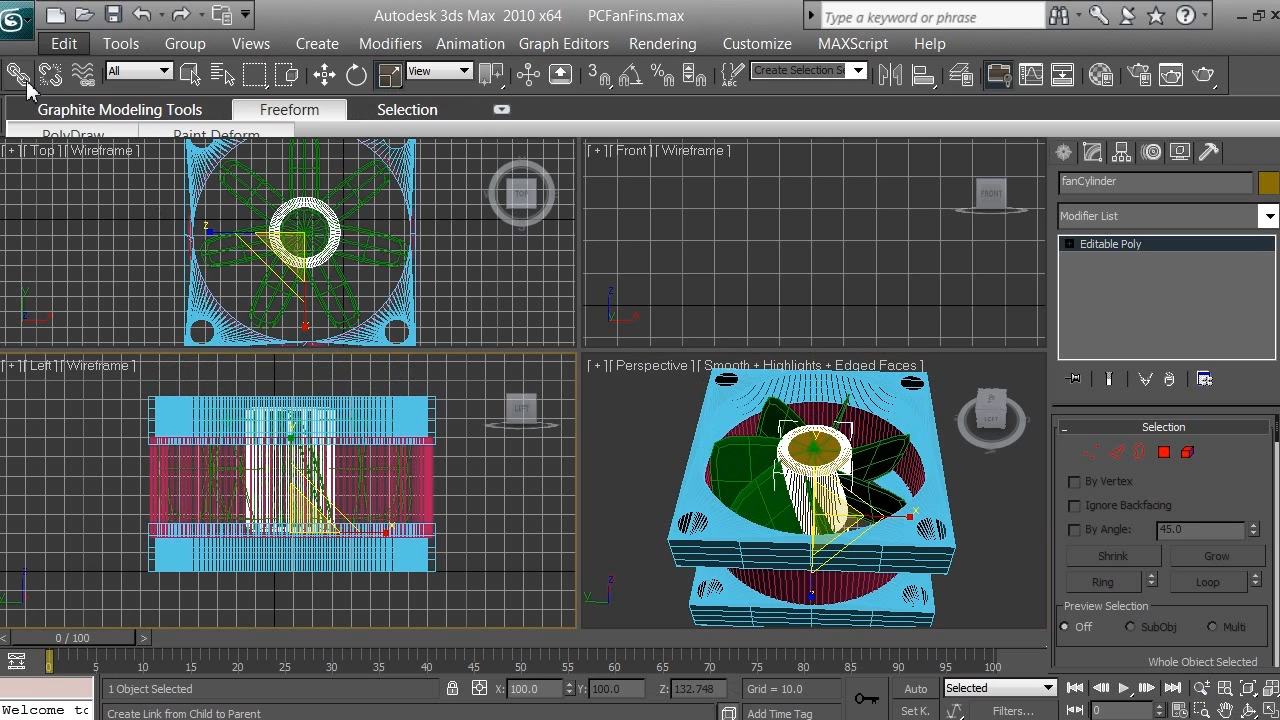 Autodesk 3ds Max 2010 x64 PCFanFins.max
Type a keyword or phrase
Edit Tools Group Views Create Modifiers Animation Graph Editors Rendering Customize MAXScript Help
All View 3 Create Selection Se
Graphite Modeling Tools Freeform Selection
PolyDraw Paint Deform
[ + ] [ Top ] [ Wireframe ]
[ + ] [ Front ] [ Wireframe ]
TOP
FRONT
fanCylinder
Modifier List
Editable Poly
[ + ] [ Left ] [ Wireframe ]
[ + ] [ Perspective ] [ Smooth + Highlights + Edged Faces ]
LEFT
LEFT
- Selection
By Vertex
Ignore Backfacing
By Angle: 45.0
Shrink Grow
Ring Loop
Preview Selection
Off SubObj Multi
Whole Object Selected
< 0 / 100 >
0 5 10 15 20 25 30 35 40 45 50 55 60 65 70 75 80 85 90 95 100
1 Object Selected X: 100.0 Y: 100.0 Z: 132.748 Grid = 10.0 Auto Selected
Welcome to Create Link from Child to Parent Add Time Tag Set K. Filters... 0